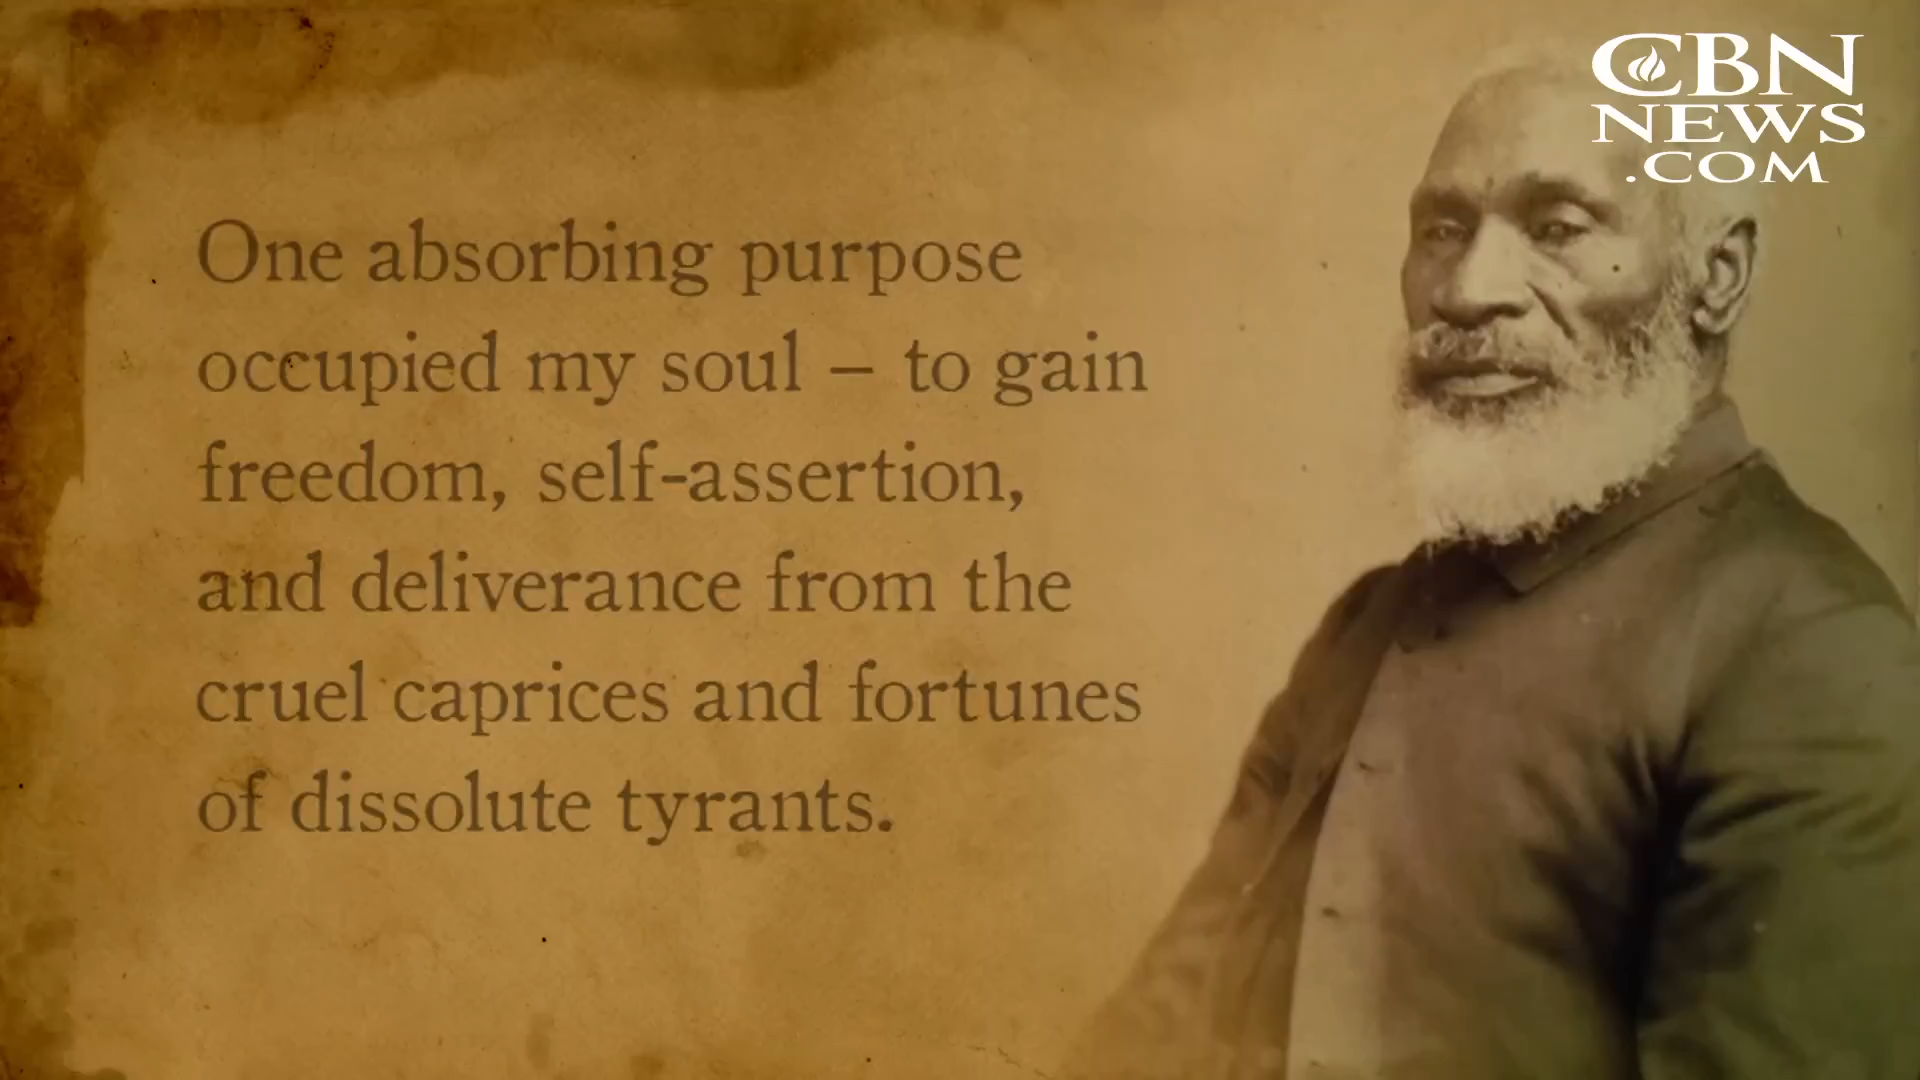 CBN
NEWS
.COM
One absorbing purpose
occupied my soul – to gain
freedom, self-assertion,
and deliverance from the
cruel caprices and fortunes
of dissolute tyrants.